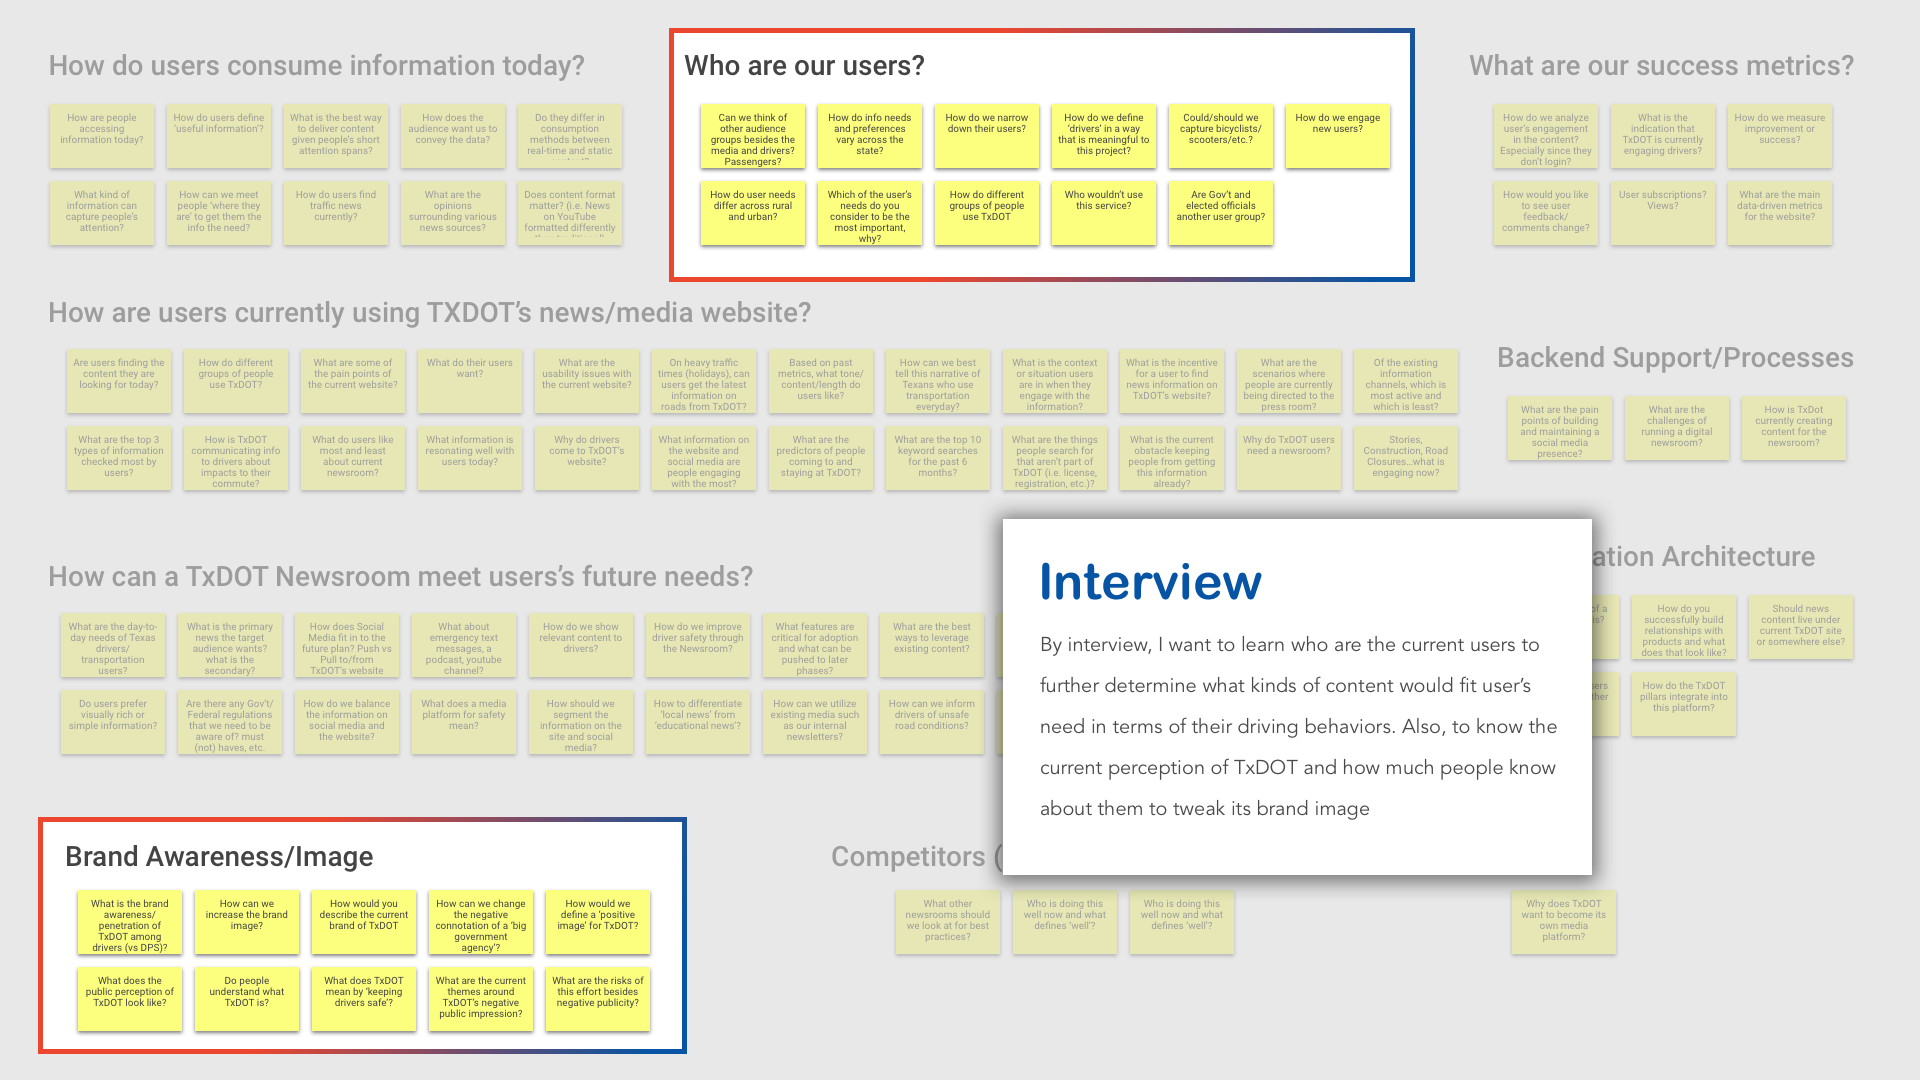 How do users consume information today?
How are people
accessing
information today?
How do users define
‘useful information’?
What is the best way
to deliver content
given people’s short
attention spans?
How does the
audience want us to
convey the data?
Do they differ in
consumption
methods between
real-time and static
What kind of
information can
capture people’s
attention?
How can we meet
people ‘where they
are’ to get them the
info the need?
How do users find
traffic news
currently?
What are the
opinions
surrounding various
news sources?
Does content format
matter? (i.e. News
on YouTube
formatted differently
Who are our users?
Can we think of
other audience
groups besides the
media and drivers?
Passengers?
How do info needs
and preferences
vary across the
state?
How do we narrow
down their users?
How do we define
‘drivers’ in a way
that is meaningful to
this project?
Could/should we
capture bicyclists/
scooters/etc.?
How do we engage
new users?
How do user needs
differ across rural
and urban?
Which of the user’s
needs do you
consider to be the
most important,
why?
How do different
groups of people
use TxDOT
Who wouldn’t use
this service?
Are Gov’t and
elected officials
another user group?
What are our success metrics?
How do we analyze
user’s engagement
in the content?
Especially since they
don’t login?
What is the
indication that
TxDOT is currently
engaging drivers?
How do we measure
improvement or
success?
How would you like
to see user
feedback/
comments change?
User subscriptions?
Views?
What are the main
data-driven metrics
for the website?
How are users currently using TXDOT’s news/media website?
Are users finding the
content they are
looking for today?
How do different
groups of people
use TxDOT?
What are some of
the pain points of
the current website?
What do their users
want?
What are the
usability issues with
the current website?
On heavy traffic
times (holidays), can
users get the latest
information on
roads from TxDOT?
Based on past
metrics, what tone/
content/length do
users like?
How can we best
tell this narrative of
Texans who use
transportation
everyday?
What is the context
or situation users
are in when they
engage with the
information?
What is the incentive
for a user to find
news information on
TxDOT’s website?
What are the
scenarios where
people are currently
being directed to the
press room?
Of the existing
information
channels, which is
most active and
which is least?
What are the top 3
types of information
checked most by
users?
How is TxDOT
communicating info
to drivers about
impacts to their
commute?
What do users like
most and least
about current
newsroom?
What information is
resonating well with
users today?
Why do drivers
come to TxDOT’s
website?
What information on
the website and
social media are
people engaging
with the most?
What are the
predictors of people
coming to and
staying at TxDOT?
What are the top 10
keyword searches
for the past 6
months?
What are the things
people search for
that aren’t part of
TxDOT (i.e. license,
registration, etc.)?
What is the current
obstacle keeping
people from getting
this information
already?
Why do TxDOT users
need a newsroom?
Stories,
Construction, Road
Closures...what is
engaging now?
Backend Support/Processes
What are the pain
points of building
and maintaining a
social media
presence?
What are the
challenges of
running a digital
newsroom?
How is TxDot
currently creating
content for the
newsroom?
How can a TxDOT Newsroom meet users’s future needs?
What are the day-to-
day needs of Texas
drivers/
transportation
users?
What is the primary
news the target
audience wants?
what is the
secondary?
How does Social
Media fit in to the
future plan? Push vs
Pull to/from
TxDOT’s website
What about
emergency text
messages, a
podcast, youtube
channel?
How do we show
relevant content to
drivers?
How do we improve
driver safety through
the Newsroom?
What features are
critical for adoption
and what can be
pushed to later
phases?
What are the best
ways to leverage
existing content?
Do users prefer
visually rich or
simple information?
Are there any Gov’t/
Federal regulations
that we need to be
aware of? must
(not) haves, etc.
How do we balance
the information on
social media and
the website?
What does a media
platform for safety
mean?
How should we
segment the
information on the
site and social
media?
How to differentiate
‘local news’ from
‘educational news’?
How can we utilize
existing media such
as our internal
newsletters?
How can we inform
drivers of unsafe
road conditions?
Interview
By interview, I want to learn who are the current users to
further determine what kinds of content would fit user’s
need in terms of their driving behaviors. Also, to know the
current perception of TxDOT and how much people know
about them to tweak its brand image
ation Architecture
of a
is?
How do you
successfully build
relationships with
products and what
does that look like?
Should news
content live under
current TxDOT site
or somewhere else?
sers
ther
How do the TxDOT
pillars integrate into
this platform?
Brand Awareness/Image
What is the brand
awareness/
penetration of
TxDOT among
drivers (vs DPS)?
How can we
increase the brand
image?
How would you
describe the current
brand of TxDOT
How can we change
the negative
connotation of a ‘big
government
agency’?
How would we
define a ‘positive
image’ for TxDOT?
What does the
public perception of
TxDOT look like?
Do people
understand what
TxDOT is?
What does TxDOT
mean by ‘keeping
drivers safe’?
What are the current
themes around
TxDOT’s negative
public impression?
What are the risks of
this effort besides
negative publicity?
Competitors (
What other
newsrooms should
we look at for best
practices?
Who is doing this
well now and what
defines ‘well’?
Who is doing this
well now and what
defines ‘well’?
Why does TxDOT
want to become its
own media
platform?